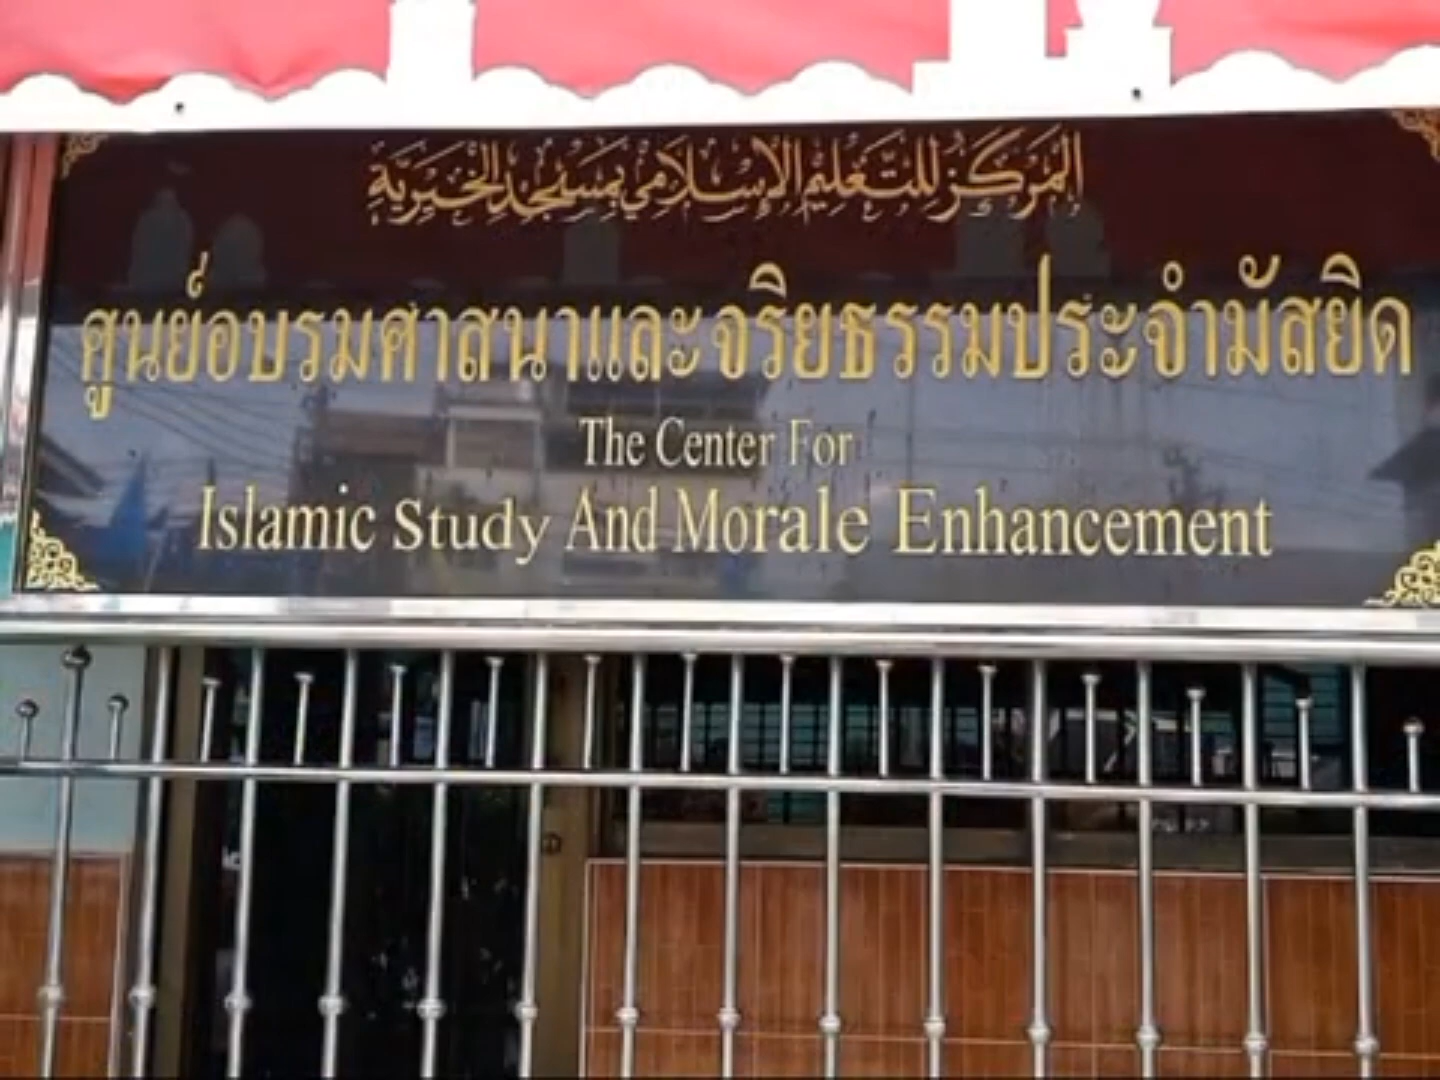 المركز للتعليم الإسلامي بمسجد الخيرية
ศูนย์อบรมศาสนาและจริยธรรมประจำมัสยิด
The Center For
Islamic Study And Morale Enhancement